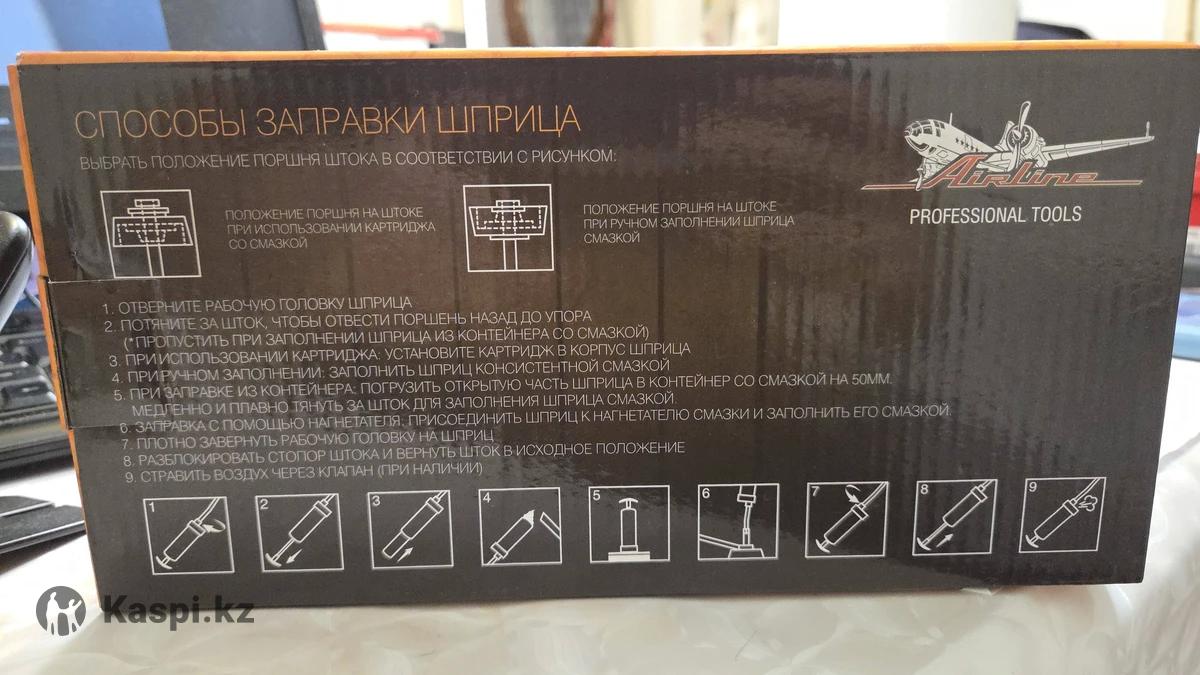 СПОСОБЫ ЗАПРАВКИ ШПРИЦА
ВЫБРАТЬ ПОЛОЖЕНИЕ ПОРШНЯ ШТОКА В СООТВЕТСТВИИ С РИСУНКОМ:
ПОЛОЖЕНИЕ ПОРШНЯ НА ШТОКЕ
ПРИ ИСПОЛЬЗОВАНИИ КАРТРИДЖА
СО СМАЗКОЙ
ПОЛОЖЕНИЕ ПОРШНЯ НА ШТОКЕ
ПРИ РУЧНОМ ЗАПОЛНЕНИИ ШПРИЦА
СМАЗКОЙ
AirLine
PROFESSIONAL TOOLS
1. ОТВЕРНИТЕ РАБОЧУЮ ГОЛОВКУ ШПРИЦА
2. ПОТЯНИТЕ ЗА ШТОК, ЧТОБЫ ОТВЕСТИ ПОРШЕНЬ НАЗАД ДО УПОРА
(*ПРОПУСТИТЬ ПРИ ЗАПОЛНЕНИИ ШПРИЦА ИЗ КОНТЕЙНЕРА СО СМАЗКОЙ)
3. ПРИ ИСПОЛЬЗОВАНИИ КАРТРИДЖА: УСТАНОВИТЕ КАРТРИДЖ В КОРПУС ШПРИЦА
4. ПРИ РУЧНОМ ЗАПОЛНЕНИИ: ЗАПОЛНИТЬ ШПРИЦ КОНСИСТЕНТНОЙ СМАЗКОЙ
5. ПРИ ЗАПРАВКЕ ИЗ КОНТЕЙНЕРА: ПОГРУЗИТЬ ОТКРЫТУЮ ЧАСТЬ ШПРИЦА В КОНТЕЙНЕР СО СМАЗКОЙ НА 50ММ.
МЕДЛЕННО И ПЛАВНО ТЯНУТЬ ЗА ШТОК ДЛЯ ЗАПОЛНЕНИЯ ШПРИЦА СМАЗКОЙ.
6. ЗАПРАВКА С ПОМОЩЬЮ НАГНЕТАТЕЛЯ: ПРИСОЕДИНИТЬ ШПРИЦ К НАГНЕТАТЕЛЮ СМАЗКИ И ЗАПОЛНИТЬ ЕГО СМАЗКОЙ.
7. ПЛОТНО ЗАВЕРНУТЬ РАБОЧУЮ ГОЛОВКУ НА ШПРИЦ
8. РАЗБЛОКИРОВАТЬ СТОПОР ШТОКА И ВЕРНУТЬ ШТОК В ИСХОДНОЕ ПОЛОЖЕНИЕ
9. СТРАВИТЬ ВОЗДУХ ЧЕРЕЗ КЛАПАН (ПРИ НАЛИЧИИ)
1 2 3 4 5 6 7 8 9
Kaspi.kz